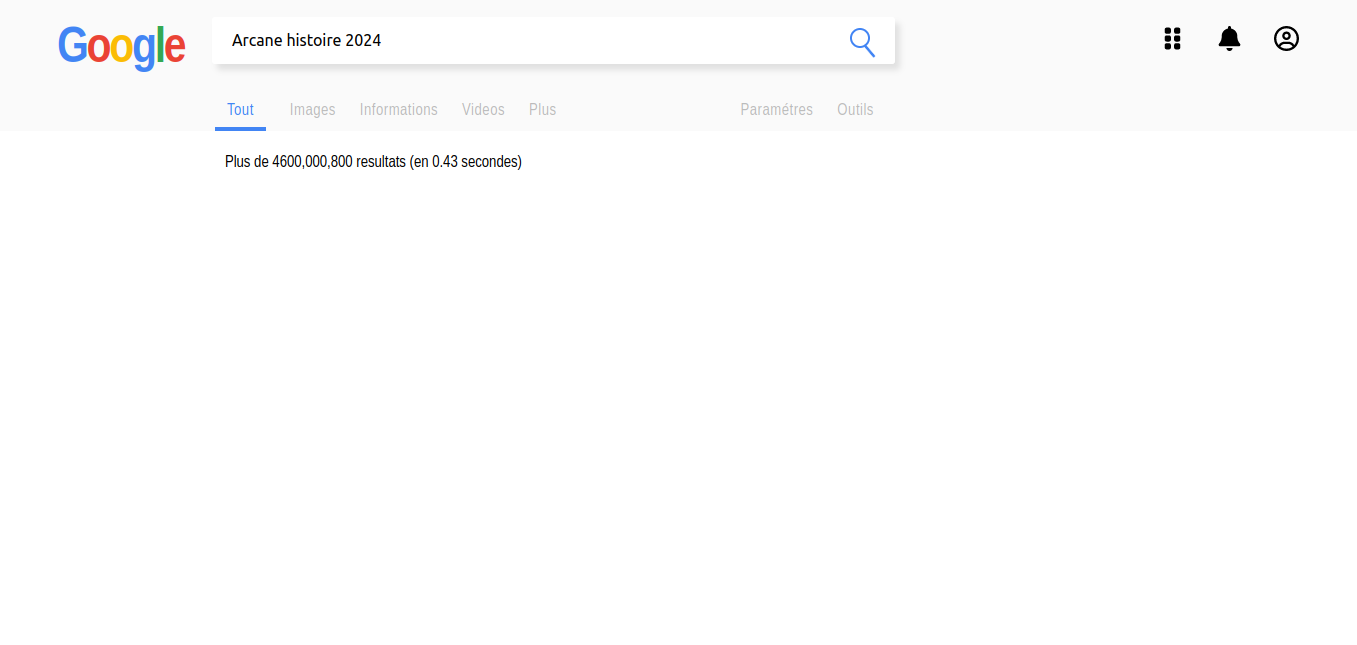 Google
Arcane histoire 2024
Tout Images Informations Videos Plus Paramétres Outils
Plus de 4600,000,800 resultats (en 0.43 secondes)